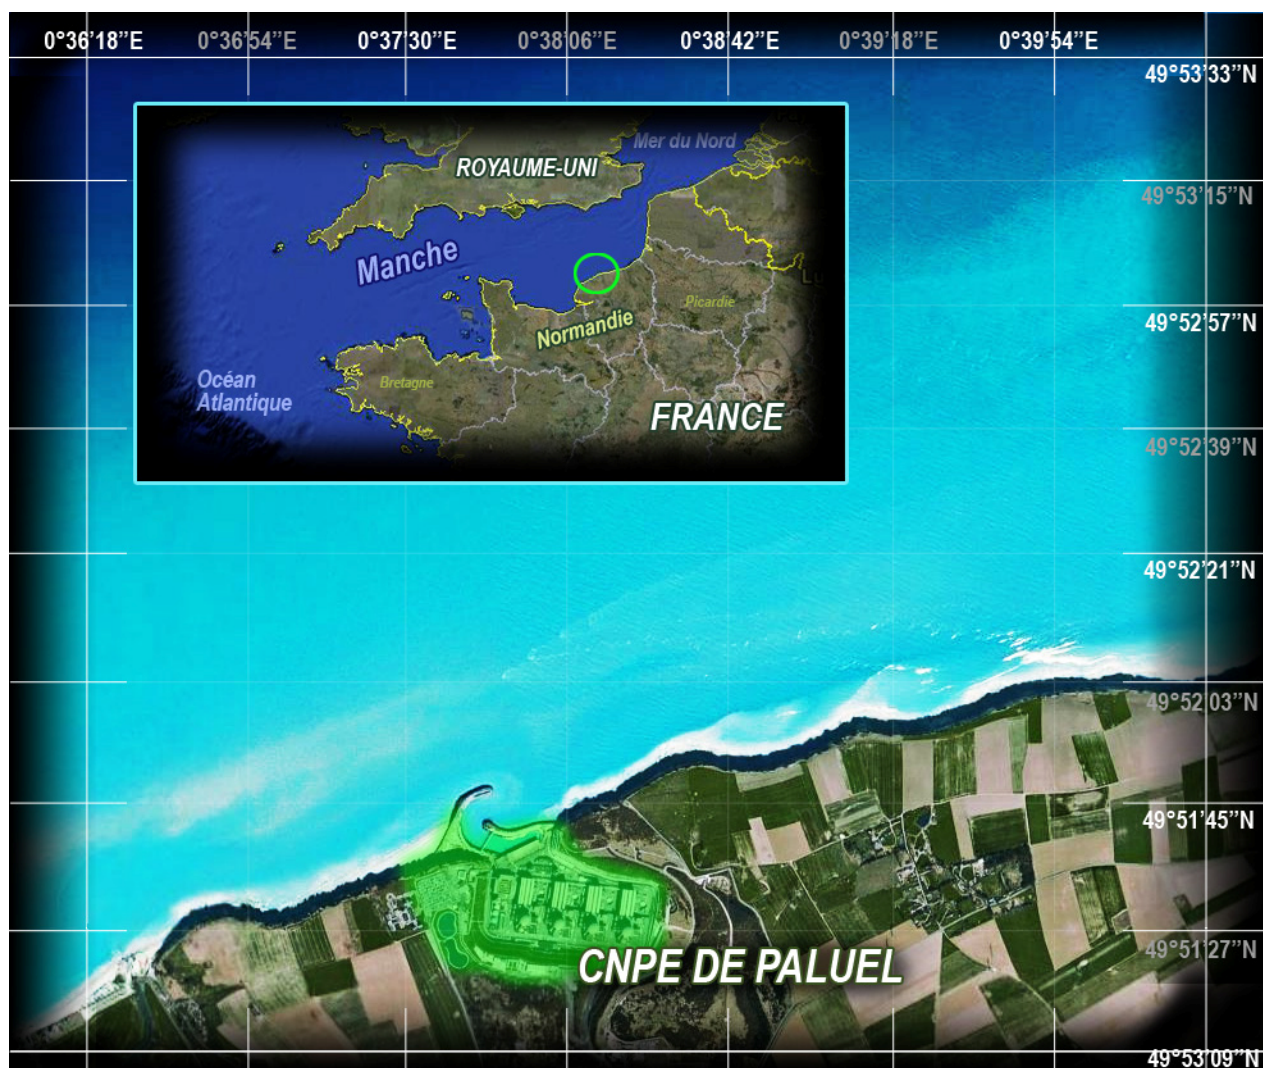 0°36'18”E 0°36'54”E 0°37'30”E 0°38'06”E 0°38'42”E 0°39'18”E 0°39'54”E
49°53'33”N
Mer du Nord
ROYAUME-UNI
49°53'15”N
Manche
Picardie
49°52'57”N
Normandie
Océan
Atlantique
Bretagne
FRANCE
49°52'39”N
49°52'21”N
49°52'03”N
49°51'45”N
49°51'27”N
CNPE DE PALUEL
49°53'09”N